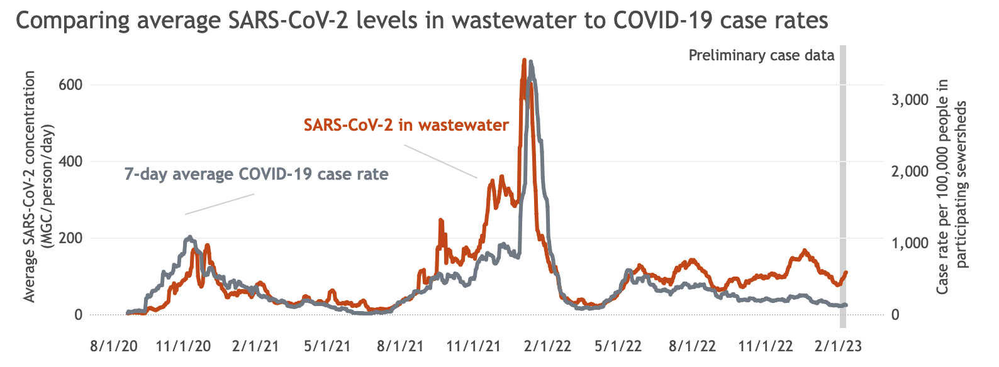 Comparing average SARS-CoV-2 levels in wastewater to COVID-19 case rates
Preliminary case data
Average SARS-CoV-2 concentration
(MGC/person/day)
600
400
200
0
SARS-CoV-2 in wastewater
7-day average COVID-19 case rate
3,000
2,000
1,000
0
Case rate per 100,000 people in
participating sewersheds
8/1/20 11/1/20 2/1/21 5/1/21 8/1/21 11/1/21 2/1/22 5/1/22 8/1/22 11/1/22 2/1/23